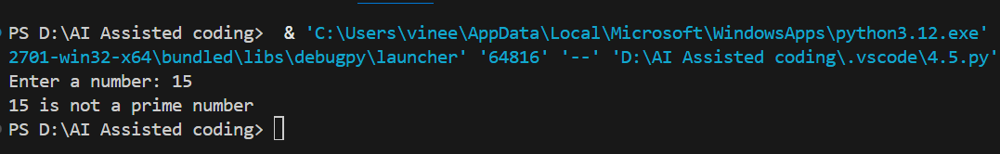 PS D:\AI Assisted coding>  & 'C:\Users\vinee\AppData\Local\Microsoft\WindowsApps\python3.12.exe'
2701-win32-x64\bundled\libs\debugpy\launcher' '64816' '--' 'D:\AI Assisted coding\.vscode\4.5.py'
Enter a number: 15
15 is not a prime number
PS D:\AI Assisted coding>